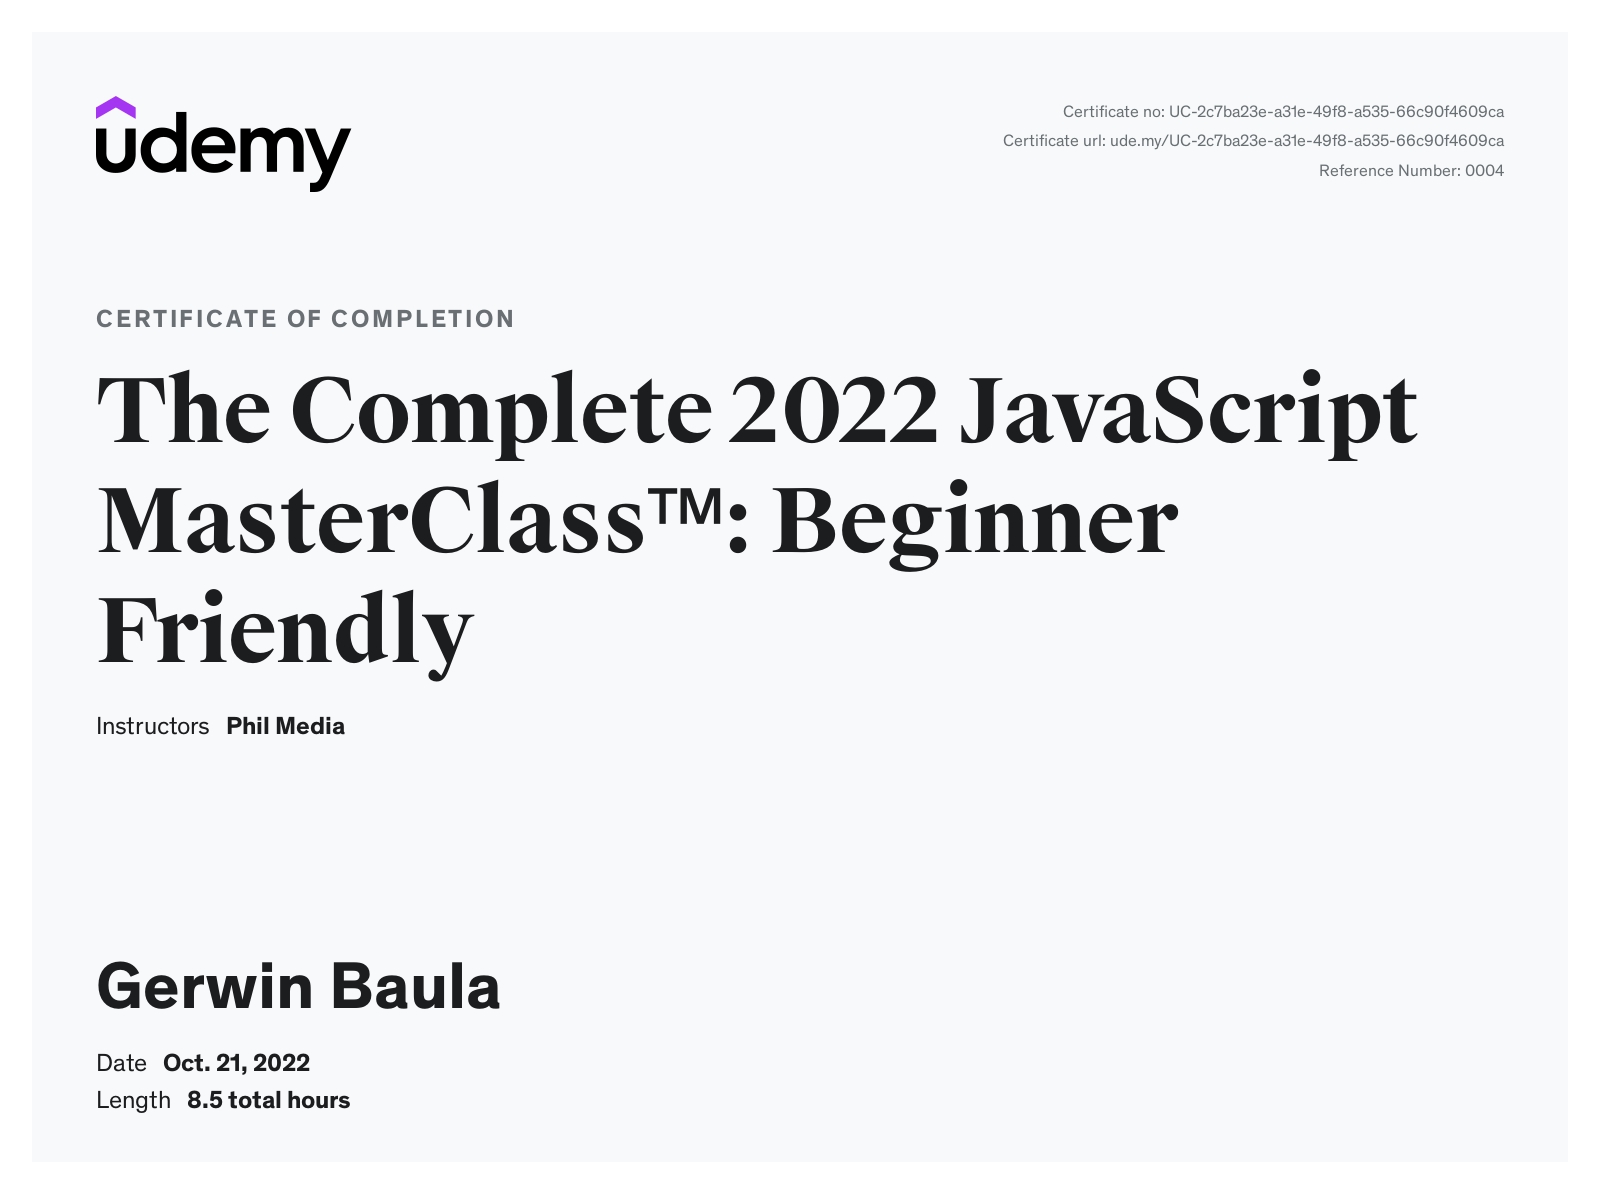 udemy
Certificate no: UC-2c7ba23e-a31e-49f8-a535-66c90f4609ca
Certificate url: ude.my/UC-2c7ba23e-a31e-49f8-a535-66c90f4609ca
Reference Number: 0004
CERTIFICATE OF COMPLETION
The Complete 2022 JavaScript
MasterClass™: Beginner
Friendly
Instructors Phil Media
Gerwin Baula
Date Oct. 21, 2022
Length 8.5 total hours